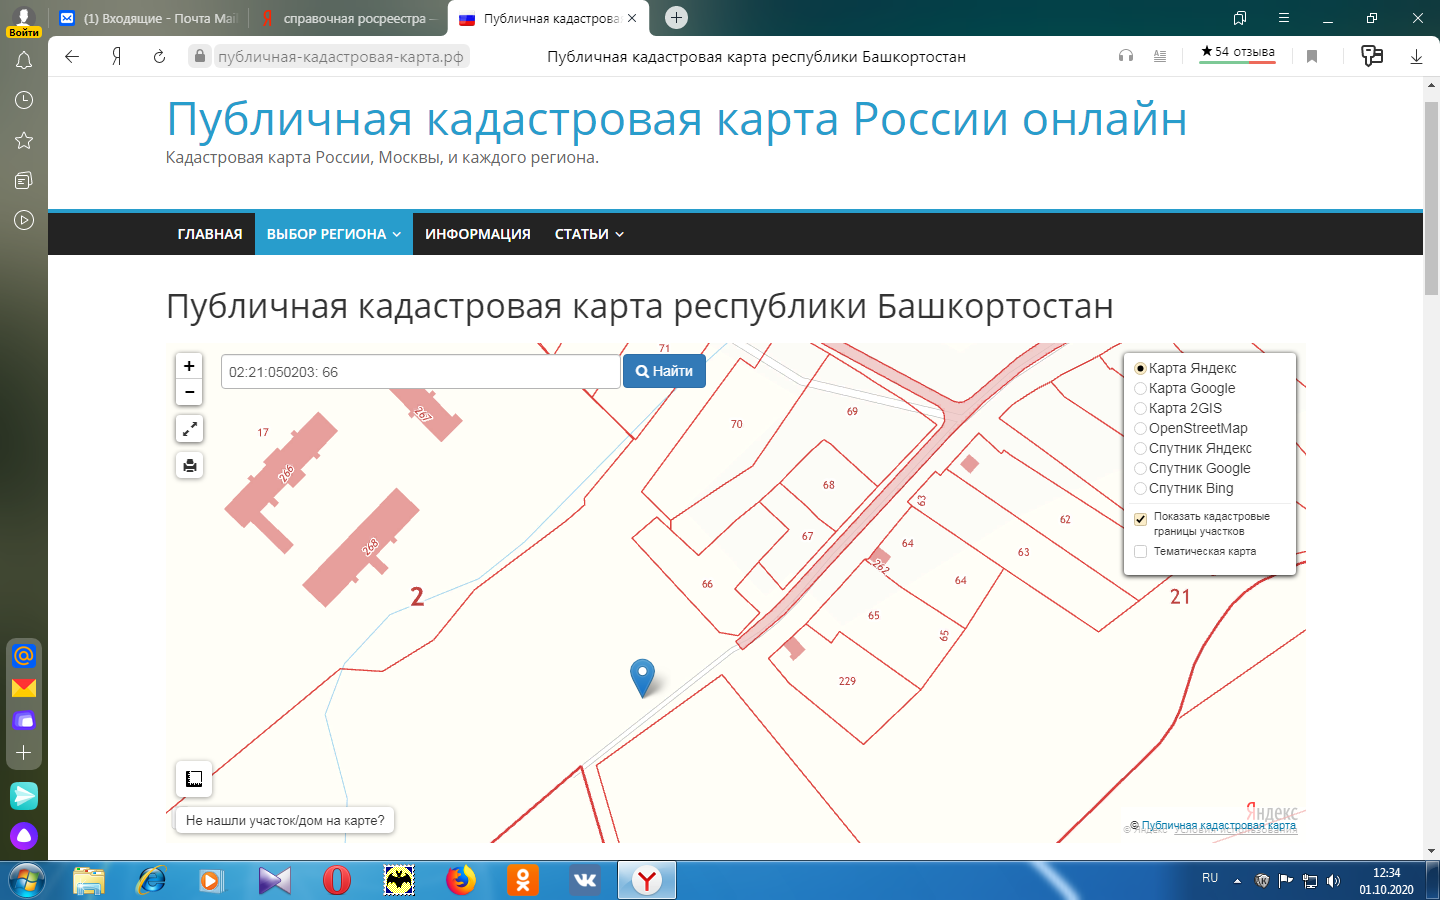 Войти
(1) Входящие - Почта Mail
справочная росреестра —
Публичная кадастрова
публичная-кадастровая-карта.рф
Публичная кадастровая карта республики Башкортостан
★54 отзыва
Публичная кадастровая карта России онлайн
Кадастровая карта России, Москвы, и каждого региона.
ГЛАВНАЯ
ВЫБОР РЕГИОНА
ИНФОРМАЦИЯ
СТАТЬИ
Публичная кадастровая карта республики Башкортостан
+
−
02:21:050203: 66
Найти
Карта Яндекс
Карта Google
Карта 2GIS
OpenStreetMap
Спутник Яндекс
Спутник Google
Спутник Bing
Показать кадастровые
границы участков
Тематическая карта
71
267
17
266
268
2
70
69
68
67
66
63
62
64
63
262
64
65
65
229
21
Не нашли участок/дом на карте?
Яндекс
© Публичная кадастровая карта
© Яндекс Условия использования
RU
12:34
01.10.2020